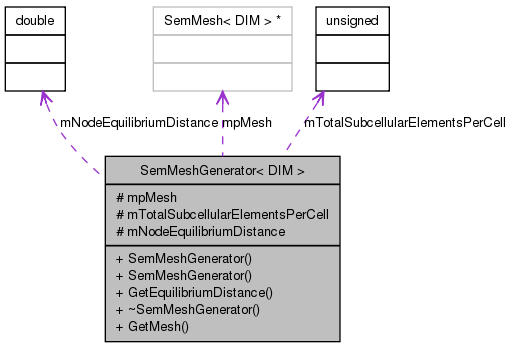 double
SemMesh< DIM > *
unsigned
mNodeEquilibriumDistance
mpMesh
mTotalSubcellularElementsPerCell
SemMeshGenerator< DIM >
# mpMesh
# mTotalSubcellularElementsPerCell
# mNodeEquilibriumDistance
+ SemMeshGenerator()
+ SemMeshGenerator()
+ GetEquilibriumDistance()
+ ~SemMeshGenerator()
+ GetMesh()